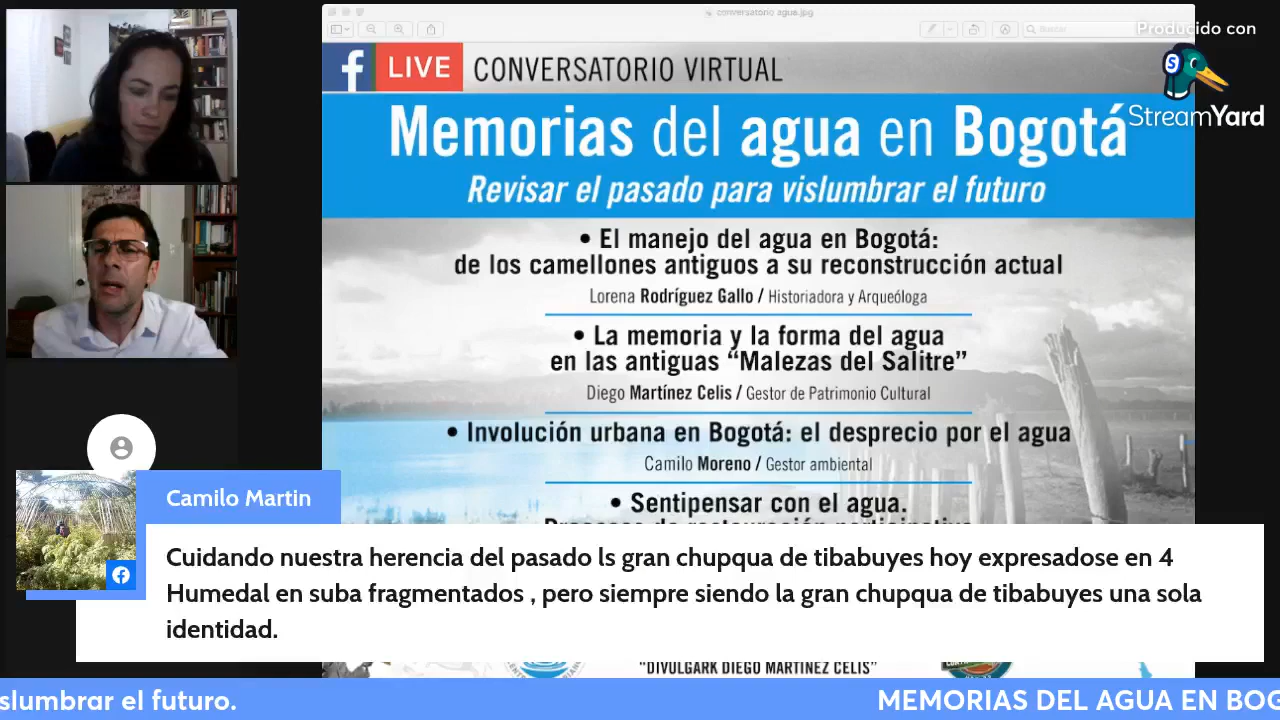 conversatorio agua.jpg
Buscar
Producido con
StreamYard
f LIVE CONVERSATORIO VIRTUAL
Memorias del agua en Bogotá
Revisar el pasado para vislumbrar el futuro
• El manejo del agua en Bogotá:
de los camellones antiguos a su reconstrucción actual
Lorena Rodríguez Gallo / Historiadora y Arqueóloga
• La memoria y la forma del agua
en las antiguas “Malezas del Salitre”
Diego Martínez Celis / Gestor de Patrimonio Cultural
• Involución urbana en Bogotá: el desprecio por el agua
Camilo Moreno / Gestor ambiental
• Sentipensar con el agua.
Camilo Martin
Cuidando nuestra herencia del pasado ls gran chupqua de tibabuyes hoy expresadose en 4
Humedal en suba fragmentados , pero siempre siendo la gran chupqua de tibabuyes una sola
identidad.
"DIVULGARK DIEGO MARTINEZ CELIS"
slumbrar el futuro.
MEMORIAS DEL AGUA EN BOG